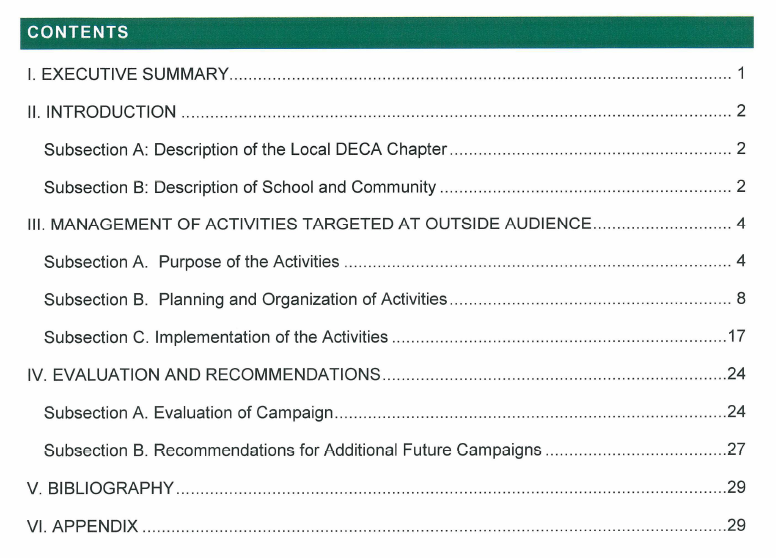 CONTENTS
I. EXECUTIVE SUMMARY.......................................................................................................... 1
II. INTRODUCTION .................................................................................................................... 2
Subsection A: Description of the Local DECA Chapter........................................................... 2
Subsection B: Description of School and Community ............................................................. 2
III. MANAGEMENT OF ACTIVITIES TARGETED AT OUTSIDE AUDIENCE............................. 4
Subsection A.  Purpose of the Activities ................................................................................. 4
Subsection B.  Planning and Organization of Activities........................................................... 8
Subsection C. Implementation of the Activities .......................................................................17
IV. EVALUATION AND RECOMMENDATIONS.........................................................................24
Subsection A. Evaluation of Campaign...................................................................................24
Subsection B. Recommendations for Additional Future Campaigns ......................................27
V. BIBLIOGRAPHY....................................................................................................................29
VI. APPENDIX ...........................................................................................................................29